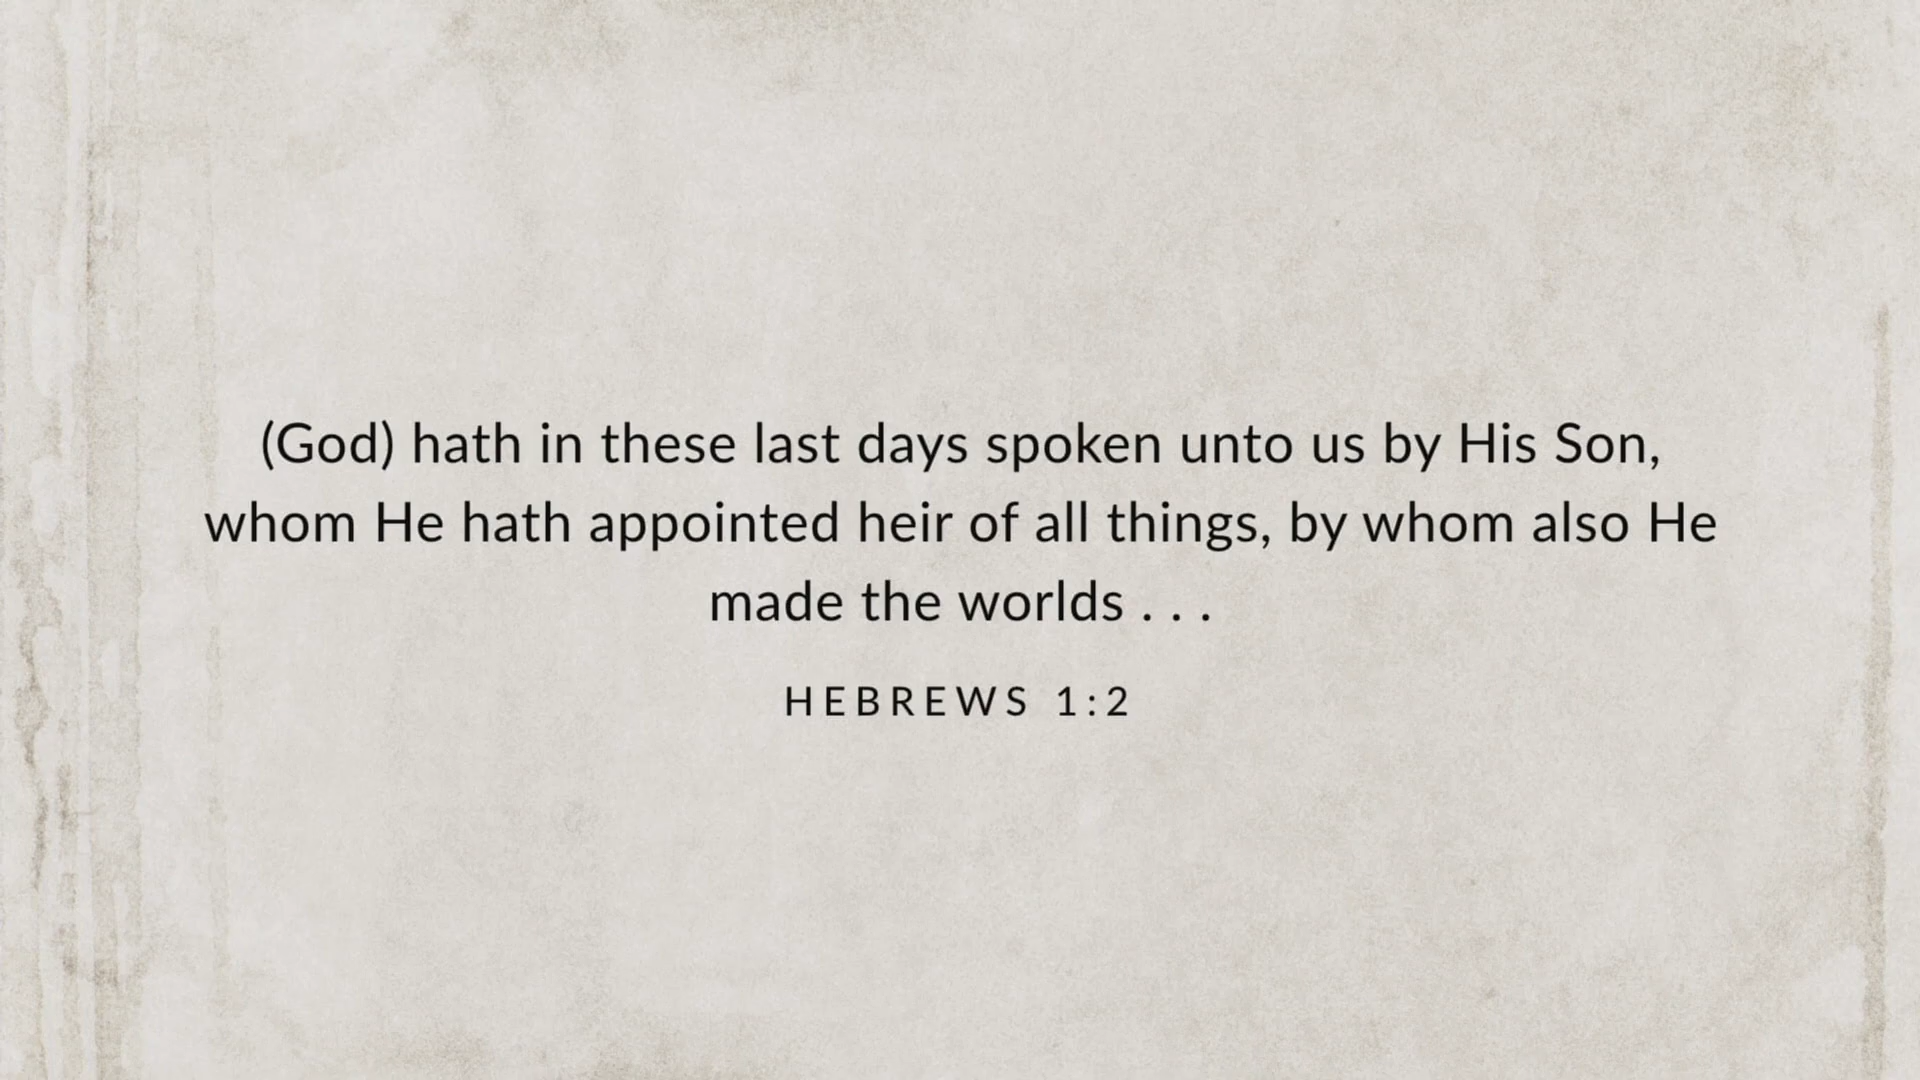 (God) hath in these last days spoken unto us by His Son,
whom He hath appointed heir of all things, by whom also He
made the worlds . . .
HEBREWS 1:2